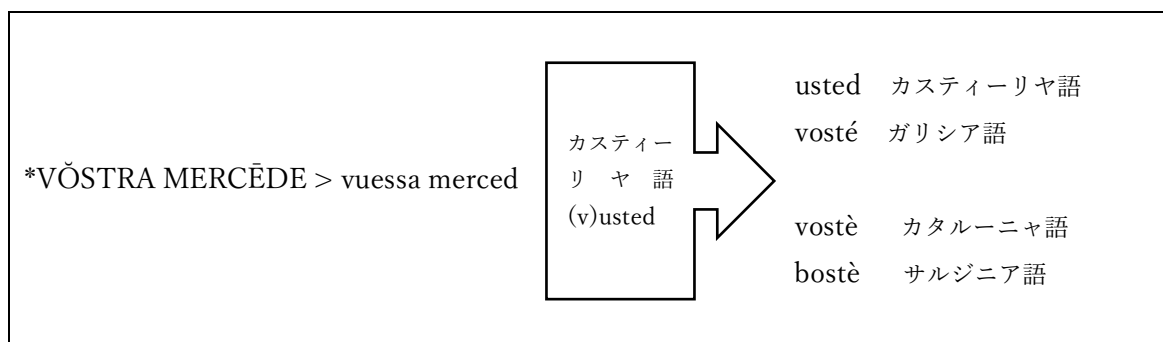 *VŎSTRA MERCĒDE > vuessa merced
カスティー
リヤ語
(v)usted
usted カスティーリヤ語
vosté ガリシア語
vostè カタルーニャ語
bostè サルジニア語